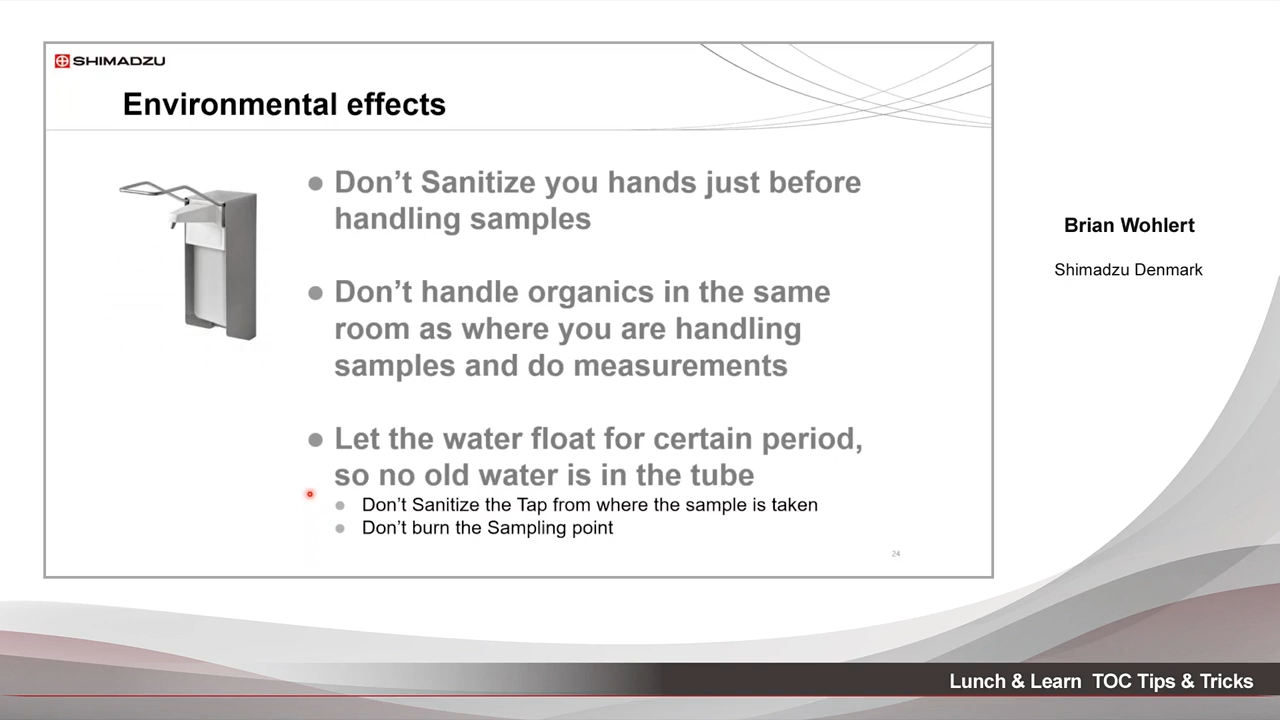 SHIMADZU
Environmental effects
Don't Sanitize you hands just before
handling samples
Don't handle organics in the same
room as where you are handling
samples and do measurements
Let the water float for certain period,
so no old water is in the tube
Don't Sanitize the Tap from where the sample is taken
Don't burn the Sampling point
24
Brian Wohlert
Shimadzu Denmark
Lunch & Learn TOC Tips & Tricks